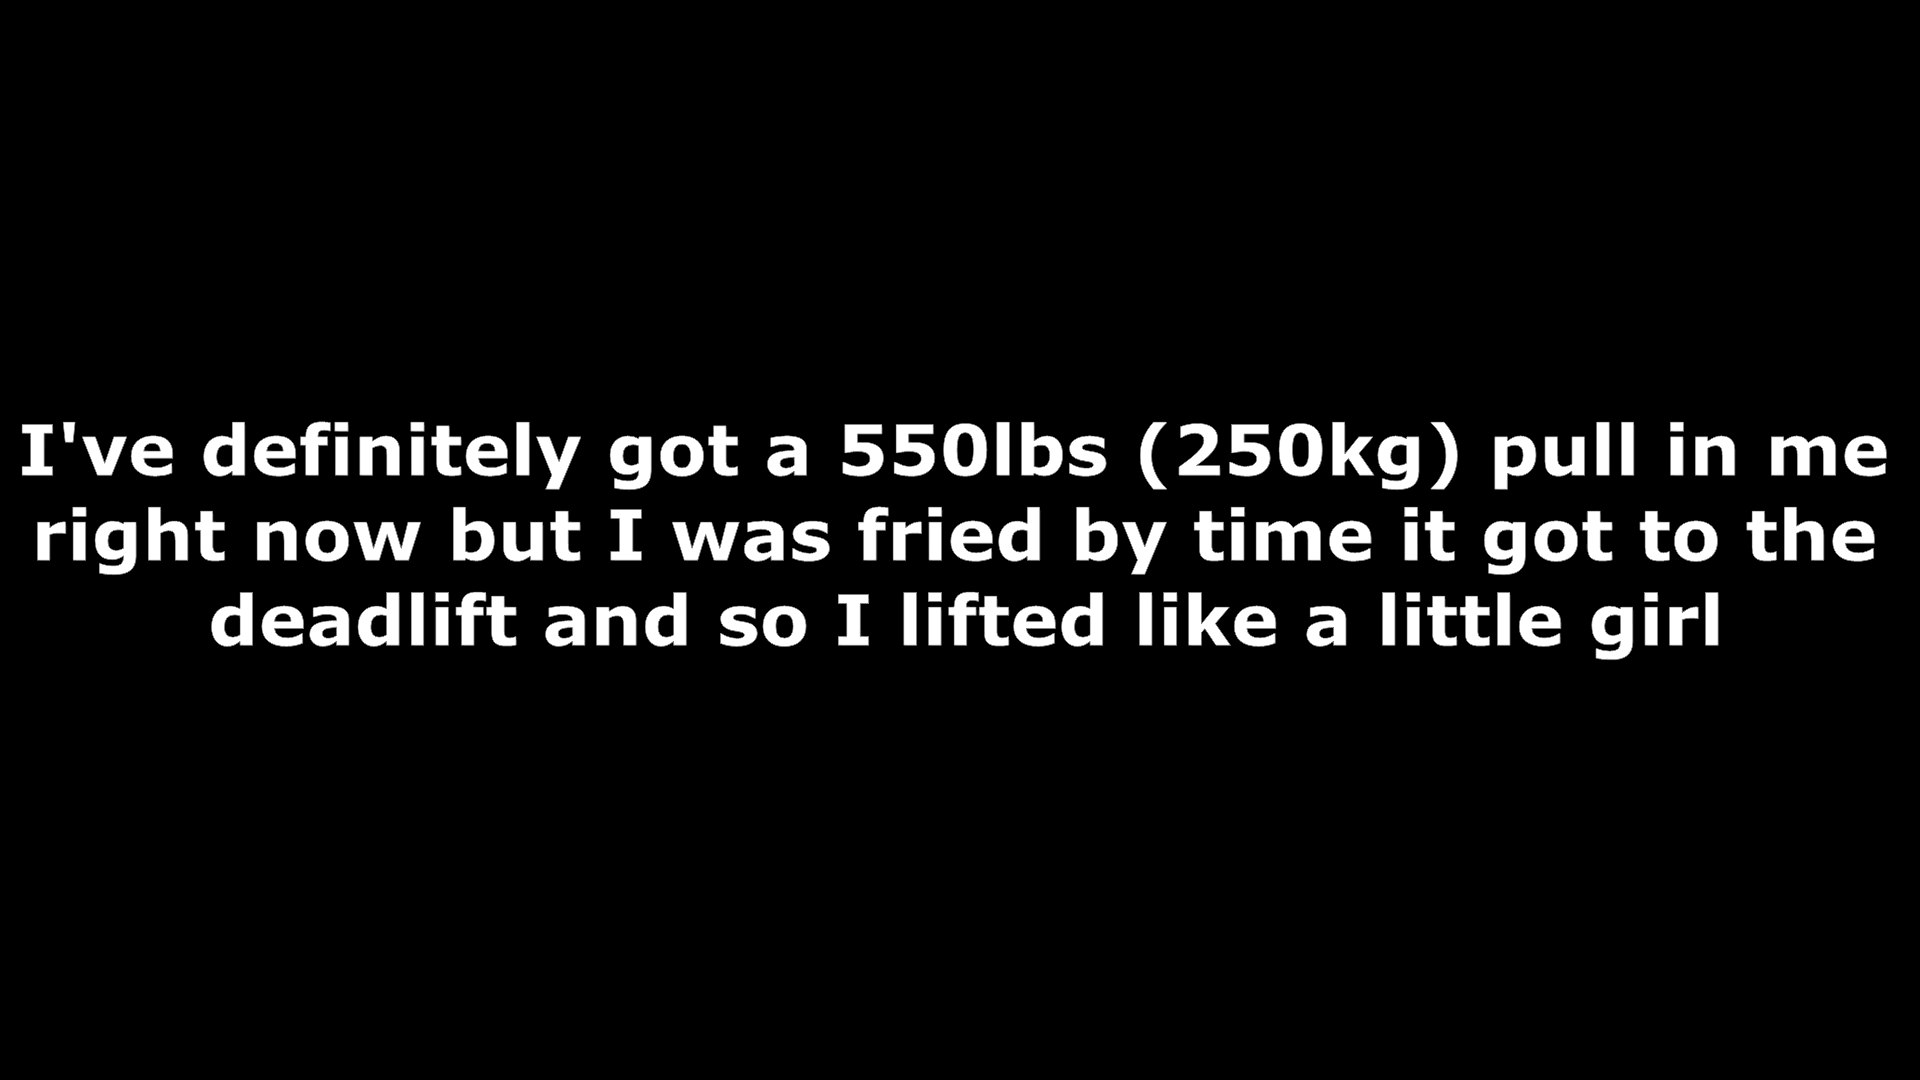 I've definitely got a 550lbs (250kg) pull in me
right now but I was fried by time it got to the
deadlift and so I lifted like a little girl